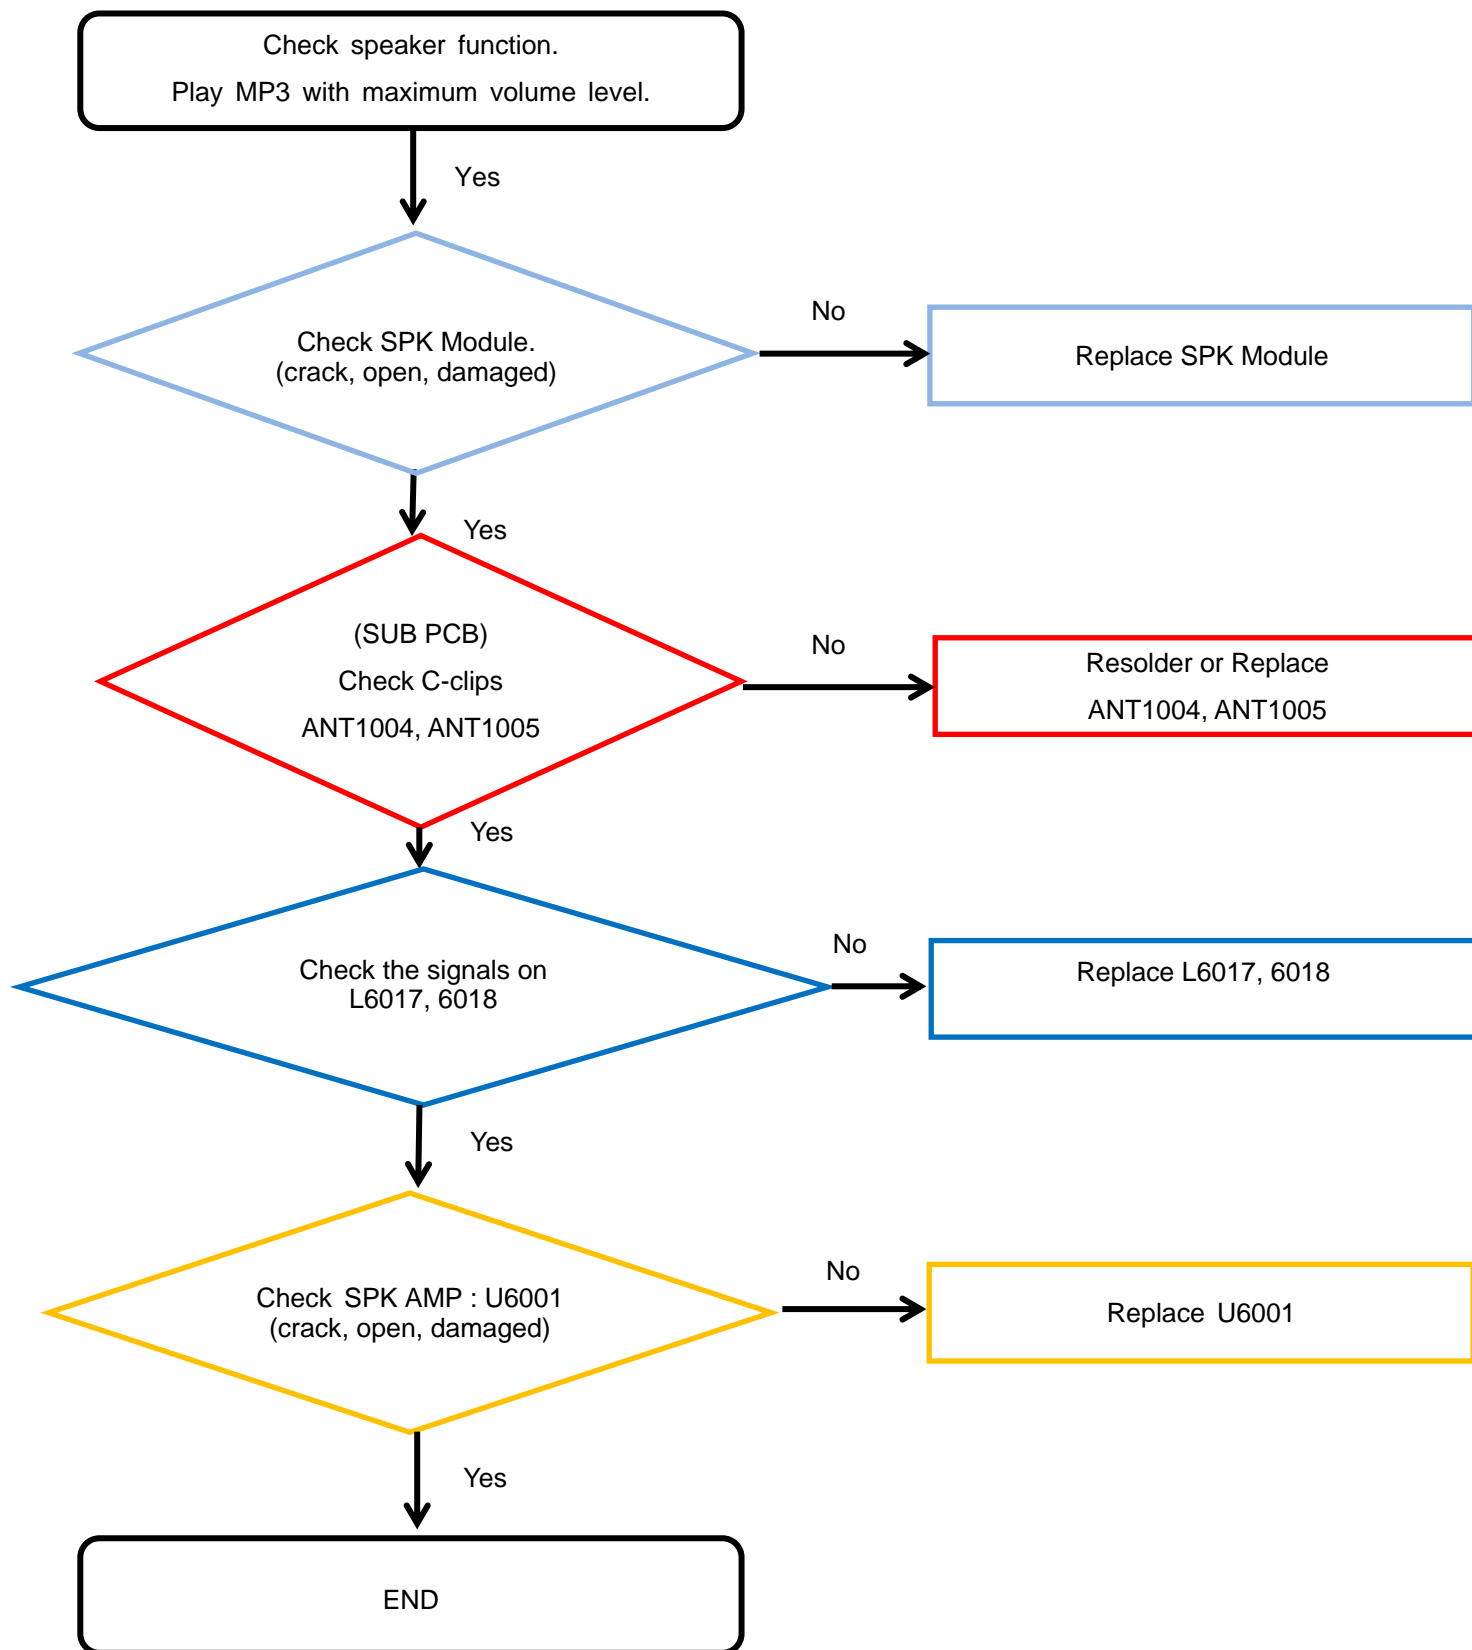 Check speaker function.
Play MP3 with maximum volume level.
Yes
Check SPK Module.
(crack, open, damaged)
No
Replace SPK Module
Yes
(SUB PCB)
Check C-clips
ANT1004, ANT1005
No
Resolder or Replace
ANT1004, ANT1005
Yes
Check the signals on
L6017, 6018
No
Replace L6017, 6018
Yes
Check SPK AMP : U6001
(crack, open, damaged)
No
Replace U6001
Yes
END